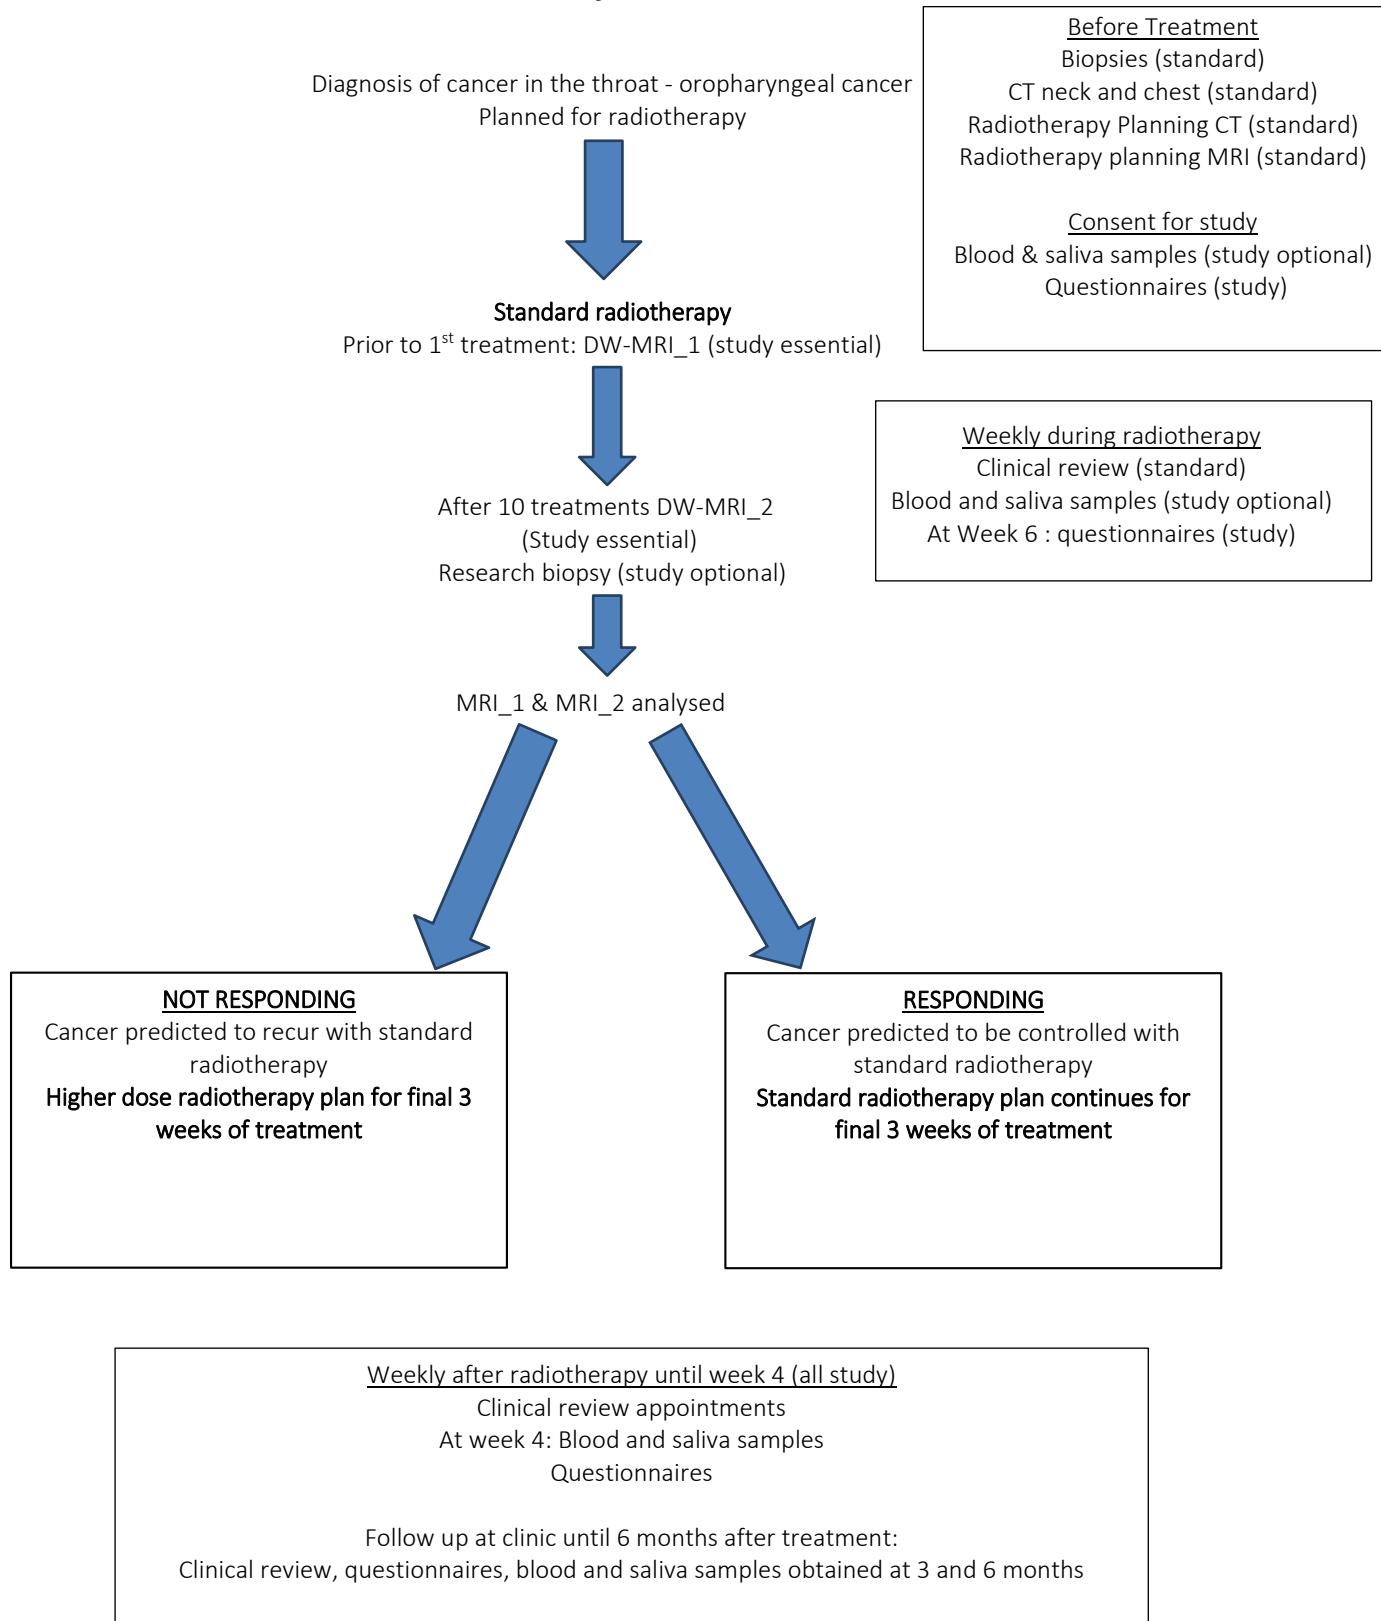 Diagnosis of cancer in the throat - oropharyngeal cancer
Planned for radiotherapy
Before Treatment
Biopsies (standard)
CT neck and chest (standard)
Radiotherapy Planning CT (standard)
Radiotherapy planning MRI (standard)
Consent for study
Blood & saliva samples (study optional)
Questionnaires (study)
Standard radiotherapy
Prior to 1st treatment: DW-MRI_1 (study essential)
Weekly during radiotherapy
Clinical review (standard)
Blood and saliva samples (study optional)
At Week 6 : questionnaires (study)
After 10 treatments DW-MRI_2
(Study essential)
Research biopsy (study optional)
MRI_1 & MRI_2 analysed
NOT RESPONDING
Cancer predicted to recur with standard
radiotherapy
Higher dose radiotherapy plan for final 3
weeks of treatment
RESPONDING
Cancer predicted to be controlled with
standard radiotherapy
Standard radiotherapy plan continues for
final 3 weeks of treatment
Weekly after radiotherapy until week 4 (all study)
Clinical review appointments
At week 4: Blood and saliva samples
Questionnaires
Follow up at clinic until 6 months after treatment:
Clinical review, questionnaires, blood and saliva samples obtained at 3 and 6 months